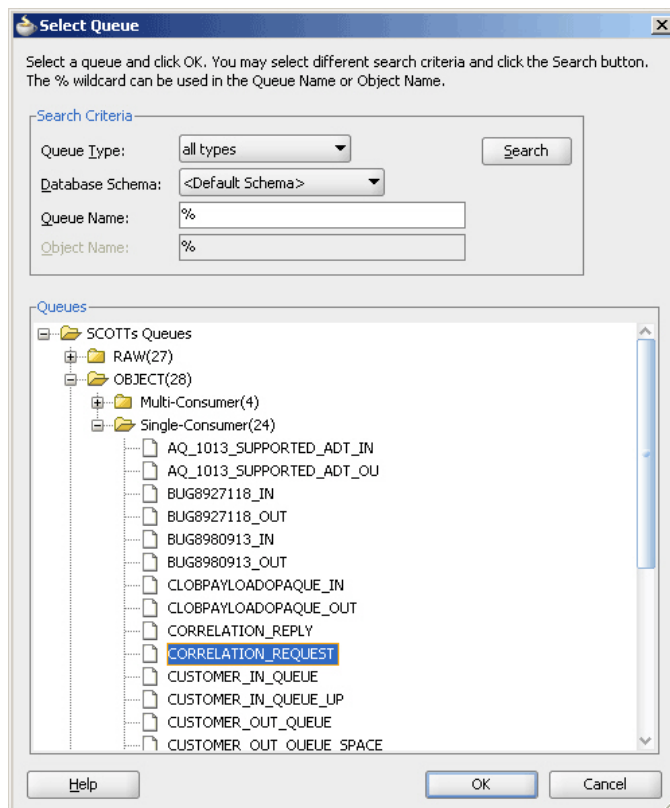 Select Queue
Select a queue and click OK. You may select different search criteria and click the Search button.
The % wildcard can be used in the Queue Name or Object Name.
Search Criteria
Queue Type: all types Search
Database Schema: <Default Schema>
Queue Name: %
Object Name: %
Queues
SCOTTs Queues
RAW(27)
OBJECT(28)
Multi-Consumer(4)
Single-Consumer(24)
AQ_1013_SUPPORTED_ADT_IN
AQ_1013_SUPPORTED_ADT_OU
BUG8927118_IN
BUG8927118_OUT
BUG8980913_IN
BUG8980913_OUT
CLOBPAYLOADOPAQUE_IN
CLOBPAYLOADOPAQUE_OUT
CORRELATION_REPLY
CORRELATION_REQUEST
CUSTOMER_IN_QUEUE
CUSTOMER_IN_QUEUE_UP
CUSTOMER_OUT_QUEUE
CUSTOMER_OUT_QUEUE_SPACE
Help OK Cancel